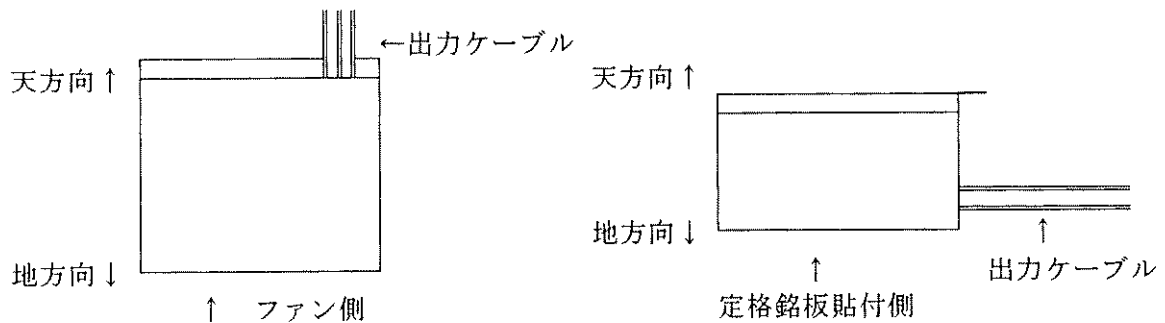 ←出力ケーブル
天方向↑
地方向↓
↑ ファン側
天方向↑
地方向↓
↑
出力ケーブル
↑
定格銘板貼付側